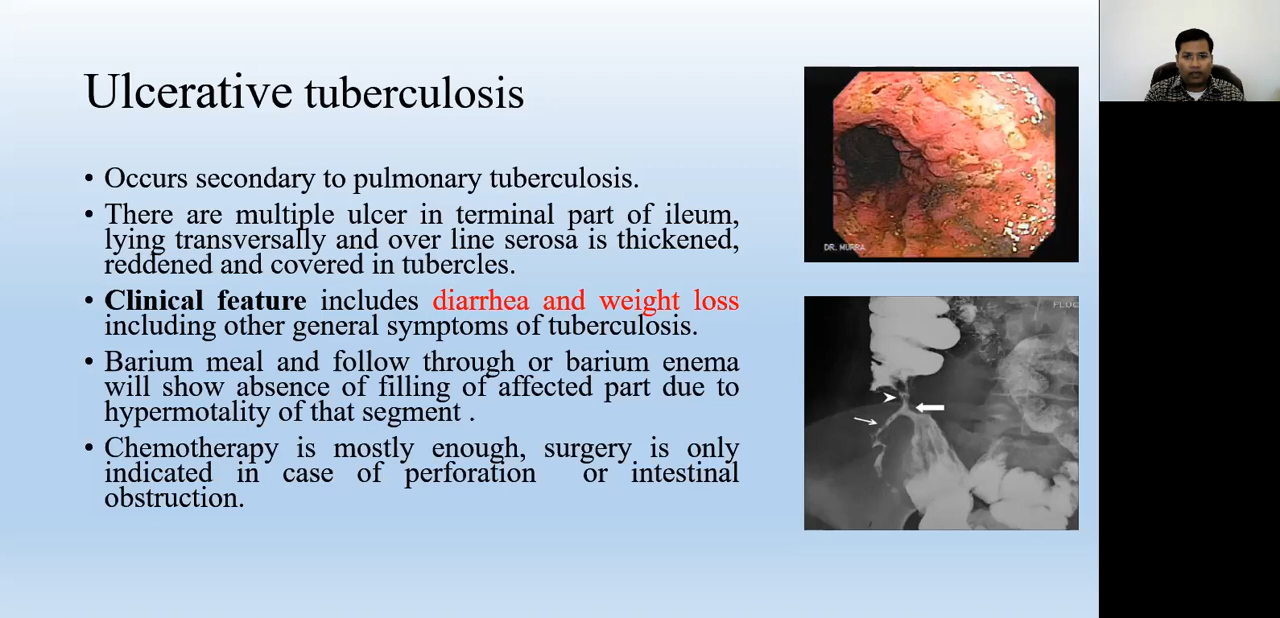 Ulcerative tuberculosis
• Occurs secondary to pulmonary tuberculosis.
• There are multiple ulcer in terminal part of ileum,
lying transversally and over line serosa is thickened,
reddened and covered in tubercles.
• Clinical feature includes diarrhea and weight loss
including other general symptoms of tuberculosis.
• Barium meal and follow through or barium enema
will show absence of filling of affected part due to
hypermotality of that segment .
• Chemotherapy is mostly enough, surgery is only
indicated in case of perforation or intestinal
obstruction.
DR. MURRA